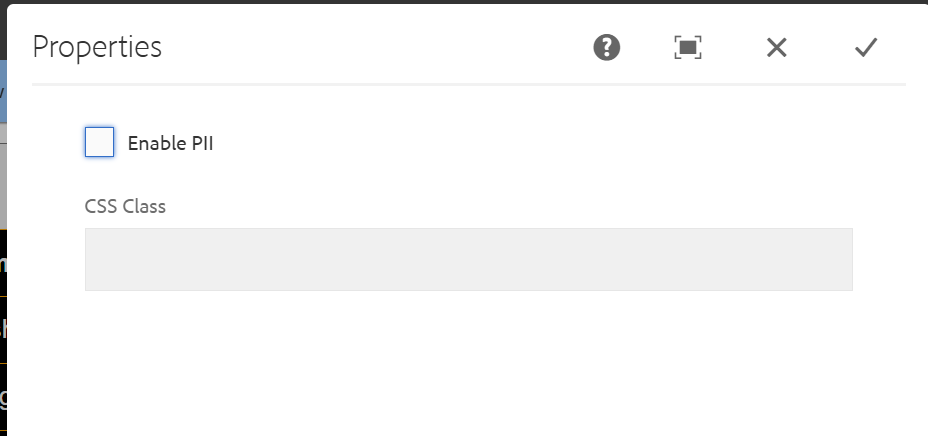 Properties
Enable PII
CSS Class